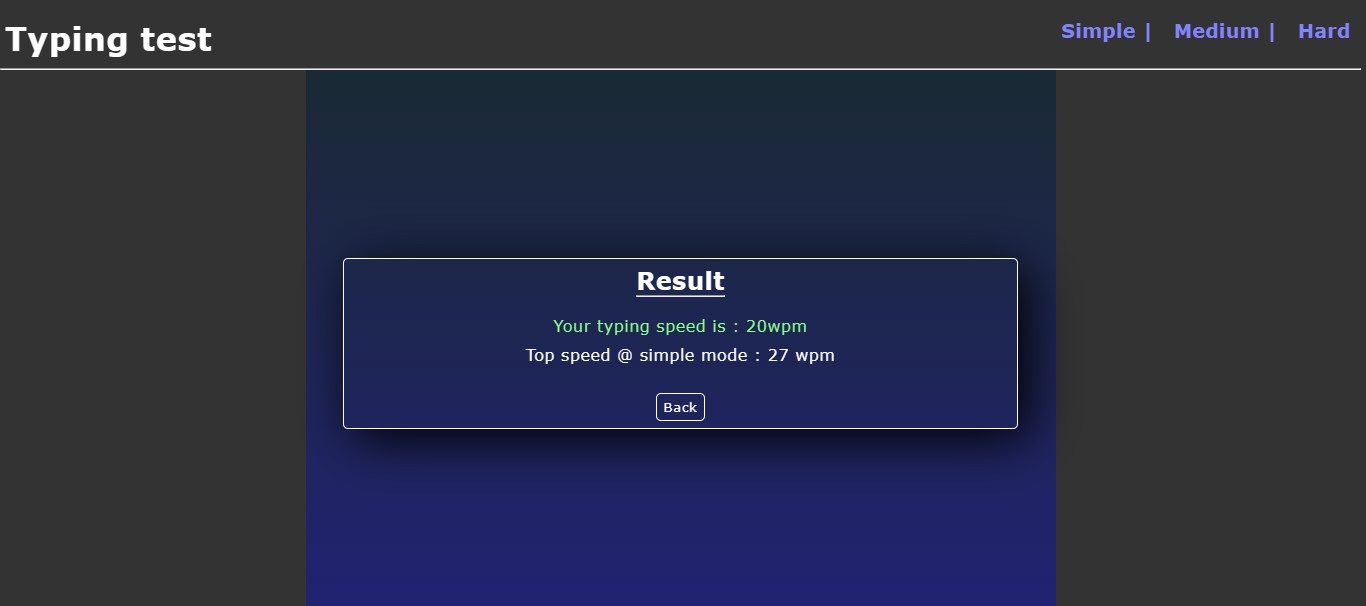 Typing test
Simple | Medium | Hard
Result
Your typing speed is : 20wpm
Top speed @ simple mode : 27 wpm
Back